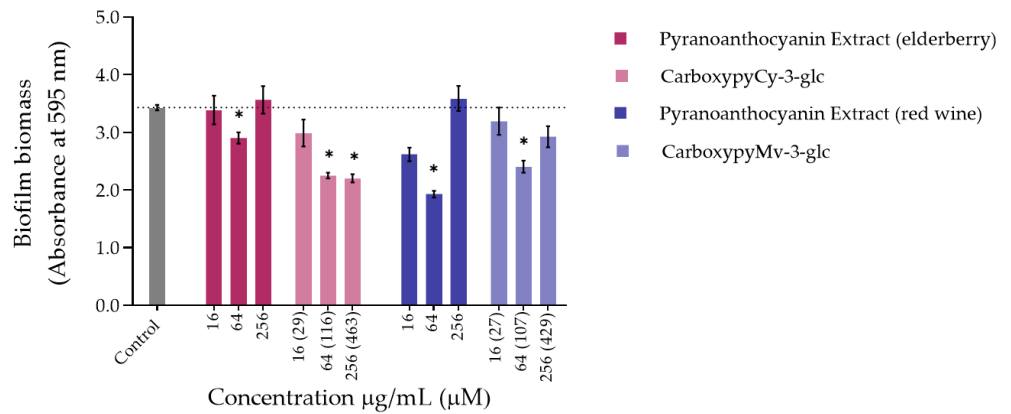 Biofilm biomass
(Absorbance at 595 nm)
5.0
4.0
3.0
2.0
1.0
0.0
*
*
*
*
*
Control
16
64
256
16 (29)
64 (116)
256 (463)
16
64
256
16 (27)
64 (107)
256 (429)
Concentration μg/mL (μM)
Pyranoanthocyanin Extract (elderberry)
CarboxypyCy-3-glc
Pyranoanthocyanin Extract (red wine)
CarboxypyMv-3-glc